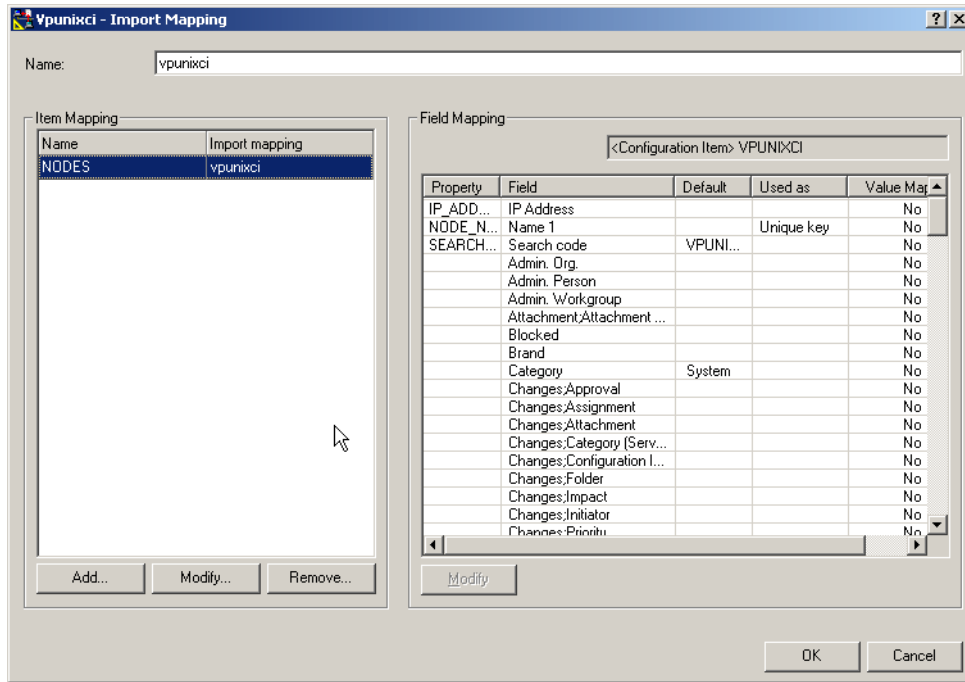 Vpunixci - Import Mapping
Name: vpunixci
Item Mapping
Name Import mapping
NODES vpunixci
Add... Modify... Remove...
Field Mapping
<Configuration Item> VPUNIXCI
Property Field Default Used as Value Map
IP_ADD... IP Address No
NODE_N... Name 1 Unique key No
SEARCH... Search code VPUNI... No
Admin. Org. No
Admin. Person No
Admin. Workgroup No
Attachment;Attachment ... No
Blocked No
Brand No
Category System No
Changes;Approval No
Changes;Assignment No
Changes;Attachment No
Changes;Category (Serv... No
Changes;Configuration I... No
Changes;Folder No
Changes;Impact No
Changes;Initiator No
Changes;Priority No
Modify
OK Cancel